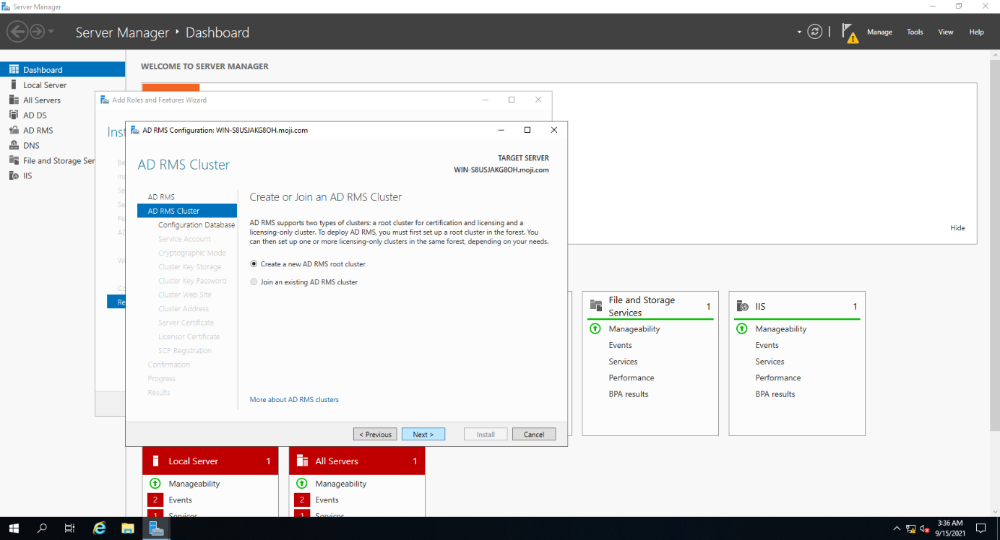 Server Manager
Server Manager • Dashboard
Manage
Tools
View
Help
Dashboard
Local Server
All Servers
AD DS
AD RMS
DNS
File and Storage Ser
IIS
WELCOME TO SERVER MANAGER
Hide
Add Roles and Features Wizard
Inst
Be
In
Se
Se
Fe
AD
W
Co
Re
AD RMS Configuration: WIN-S8USJAKG8OH.moji.com
AD RMS Cluster
TARGET SERVER
WIN-S8USJAKG8OH.moji.com
AD RMS
AD RMS Cluster
Configuration Database
Service Account
Cryptographic Mode
Cluster Key Storage
Cluster Key Password
Cluster Web Site
Cluster Address
Server Certificate
Licensor Certificate
SCP Registration
Confirmation
Progress
Results
Create or Join an AD RMS Cluster
AD RMS supports two types of clusters: a root cluster for certification and licensing and a
licensing-only cluster. To deploy AD RMS, you must first set up a root cluster in the forest. You
can then set up one or more licensing-only clusters in the same forest, depending on your needs.
Create a new AD RMS root cluster
Join an existing AD RMS cluster
More about AD RMS clusters
< Previous
Next >
Install
Cancel
File and Storage
Services
1
Manageability
Events
Services
Performance
BPA results
IIS
1
Manageability
Events
Services
Performance
BPA results
Local Server
1
Manageability
2
Events
1
Services
All Servers
1
Manageability
2
Events
1
Services
3:36 AM
9/15/2021